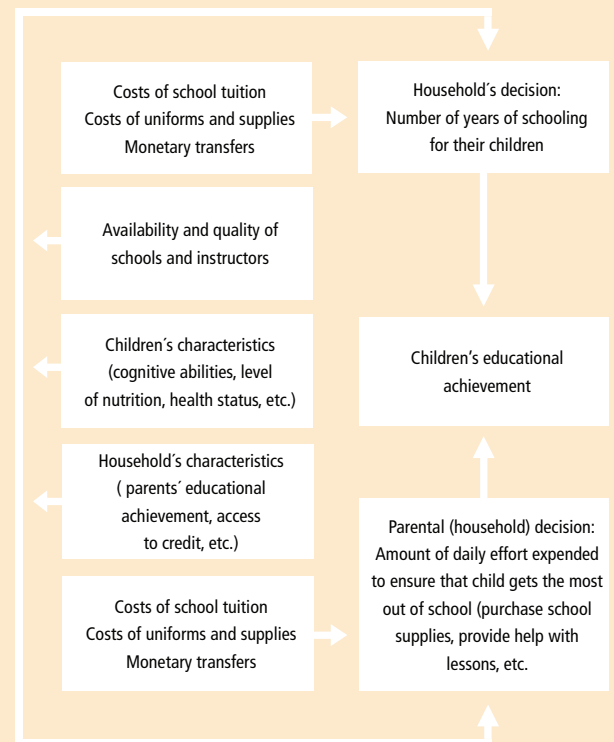 Costs of school tuition
Costs of uniforms and supplies
Monetary transfers
Household´s decision:
Number of years of schooling
for their children
Availability and quality of
schools and instructors
Children´s characteristics
(cognitive abilities, level
of nutrition, health status, etc.)
Children’s educational
achievement
Household´s characteristics
( parents´ educational
achievement, access
to credit, etc.)
Costs of school tuition
Costs of uniforms and supplies
Monetary transfers
Parental (household) decision:
Amount of daily effort expended
to ensure that child gets the most
out of school (purchase school
supplies, provide help with
lessons, etc.